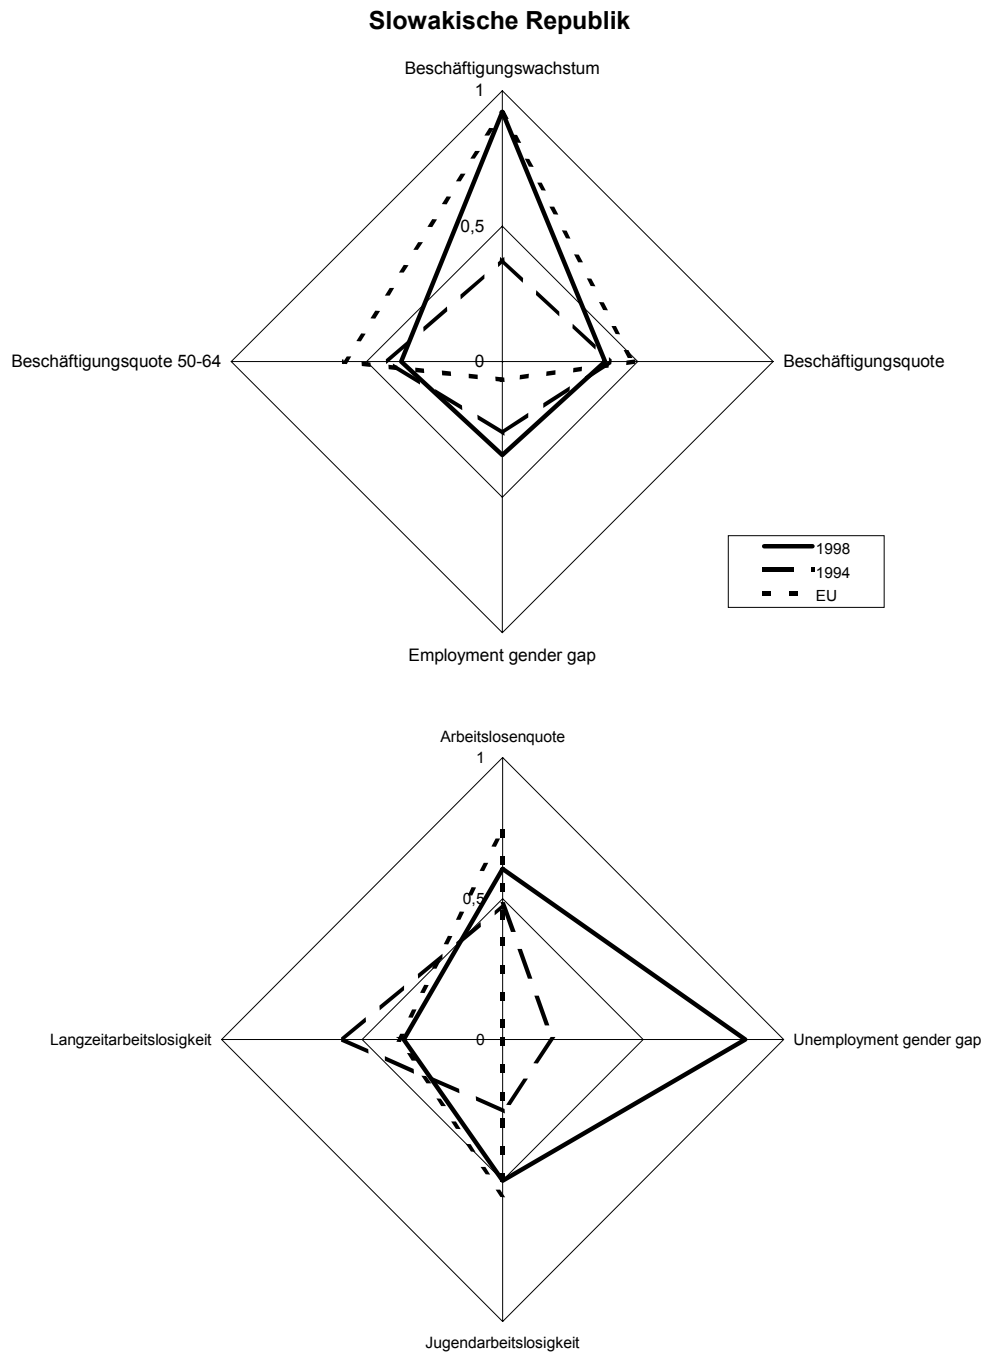 Slowakische Republik
Beschäftigungswachstum
1
0,5
Beschäftigungsquote 50-64
0
Beschäftigungsquote
1998
1994
EU
Employment gender gap
Arbeitslosenquote
1
0,5
Langzeitarbeitslosigkeit
0
Unemployment gender gap
Jugendarbeitslosigkeit